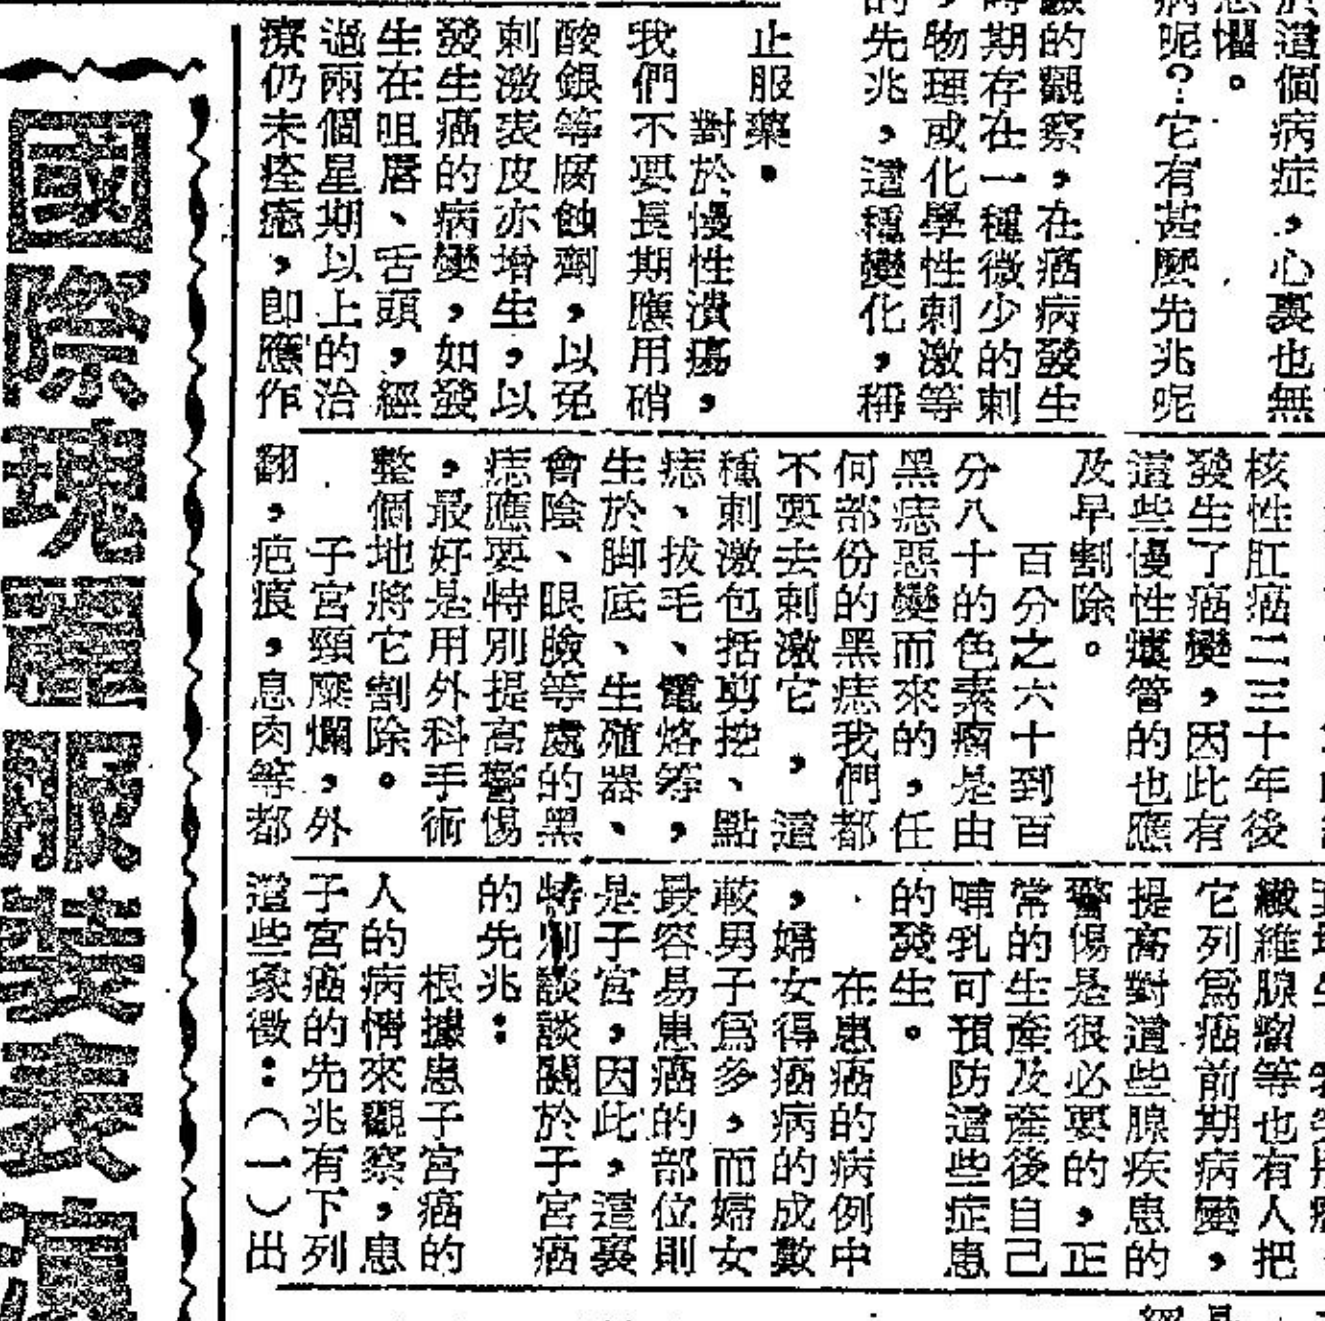 於這個病症，心裏也無
懼。
病呢？它有甚麼先兆呢
的觀察，在癌病發生
時期存在一種微少的刺
，物理或化學性刺激等
的先兆，這種變化，稱
止服藥。
對於慢性潰瘍，
我們不要長期應用硝
酸銀等腐蝕劑，以免
刺激表皮亦增生，以
發生癌的病變，如發
生在咀唇、舌頭，經
過兩個星期以上的治
療仍未痊癒，即應作
核性肛癌二三十年後
發生了癌變，因此有
這些慢性瘻管的也應
及早割除。
百分之六十到百
分八十的色素瘤是由
黑痣惡變而來的，任
何部份的黑痣我們都
不要去刺激它，這
種刺激包括剪挖、點
痣、拔毛、電烙等，
生於脚底、生殖器、
會陰、眼臉等處的黑
痣應要特別提高警惕
，最好是用外科手術
整個地將它割除。
子宮頸糜爛，外
翻，疤痕，息肉等都
纖維腺瘤等也有人把
它列爲癌前期病變，
提高對這些腺疾患的
警惕是很必要的，正
常的生產及產後自己
哺乳可預防這些症患
的發生。
在患癌的病例中
，婦女得癌病的成數
較男子爲多，而婦女
最容易患癌的部位則
是子宮，因此，這裏
特別談談關於子宮癌
的先兆：
根據患子宮癌的
人的病情來觀察，患
子宮癌的先兆有下列
這些象徵：（一）出
國際瑰麗服裝表演